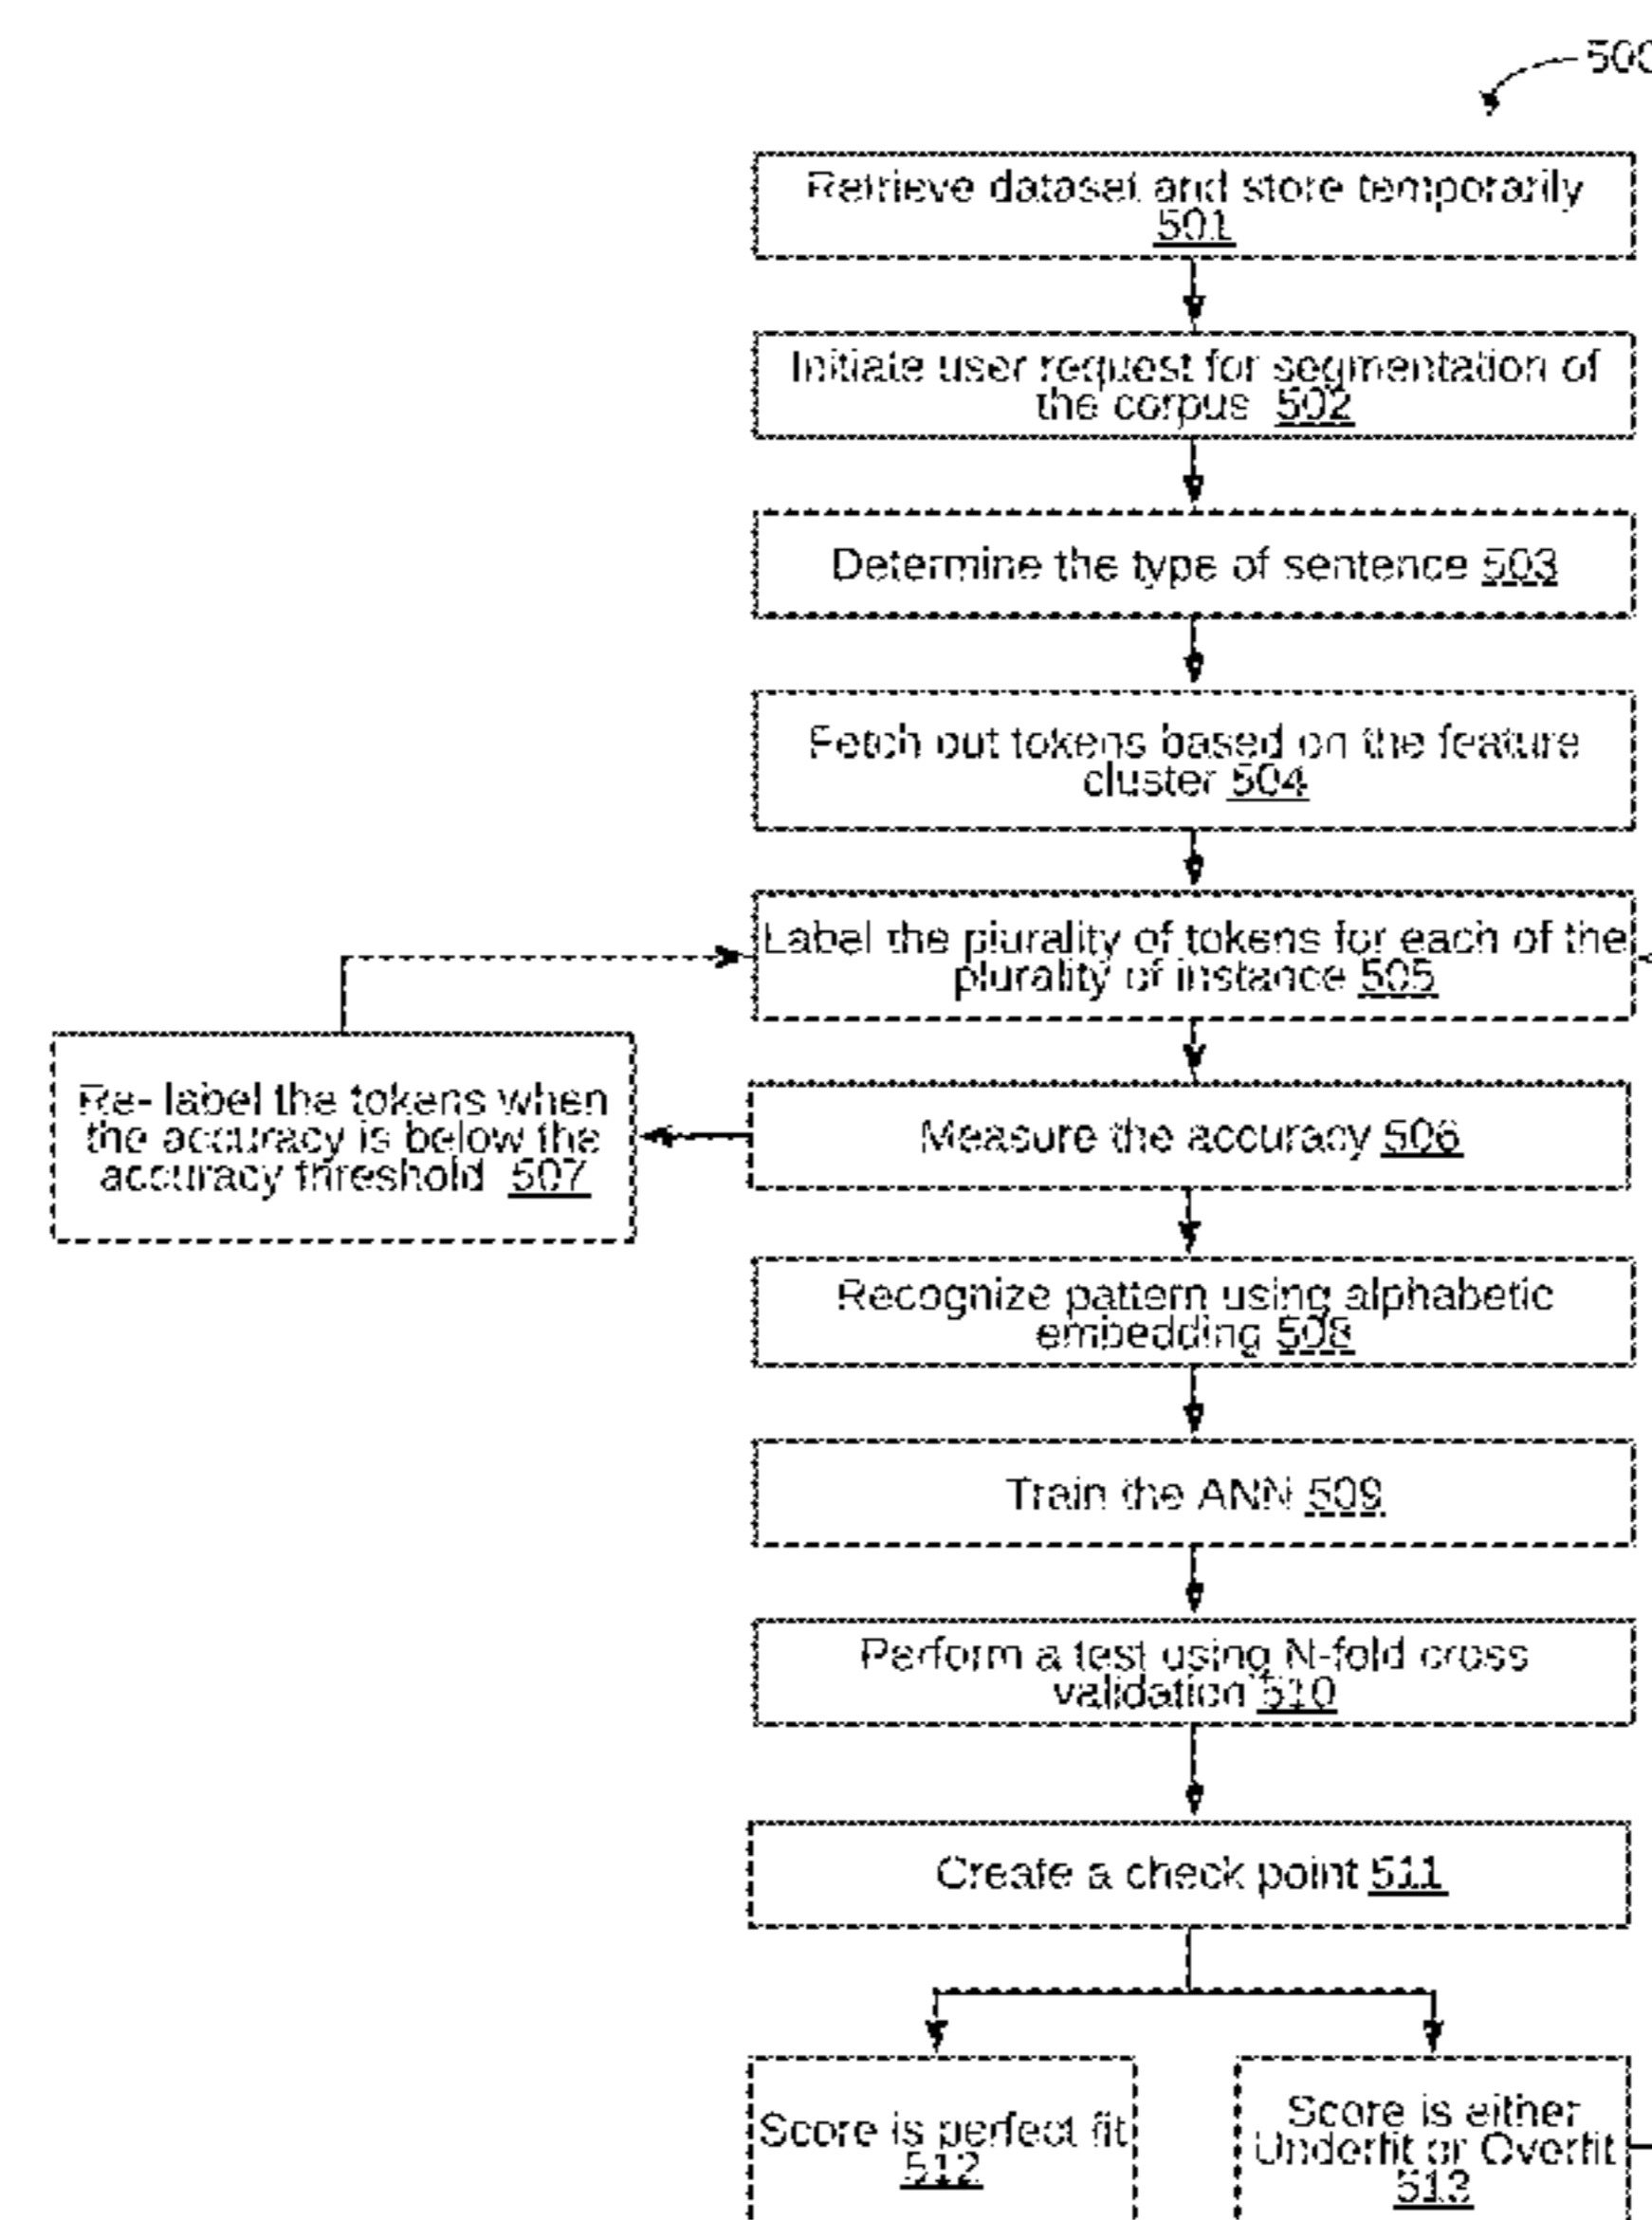 500
Retrieve dataset and store temporarily
501
Initiate user request for segmentation of
the corpus 502
Determine the type of sentence 503
Fetch out tokens based on the feature
cluster 504
Label the plurality of tokens for each of the
plurality of instance 505
Re- label the tokens when
the accuracy is below the
accuracy threshold 507
Measure the accuracy 506
Recognize pattern using alphabetic
embedding 508
Train the ANN 509
Perform a test using N-fold cross
validation 510
Create a check point 511
Score is perfect fit
512
Score is either
Underfit or Overfit
513